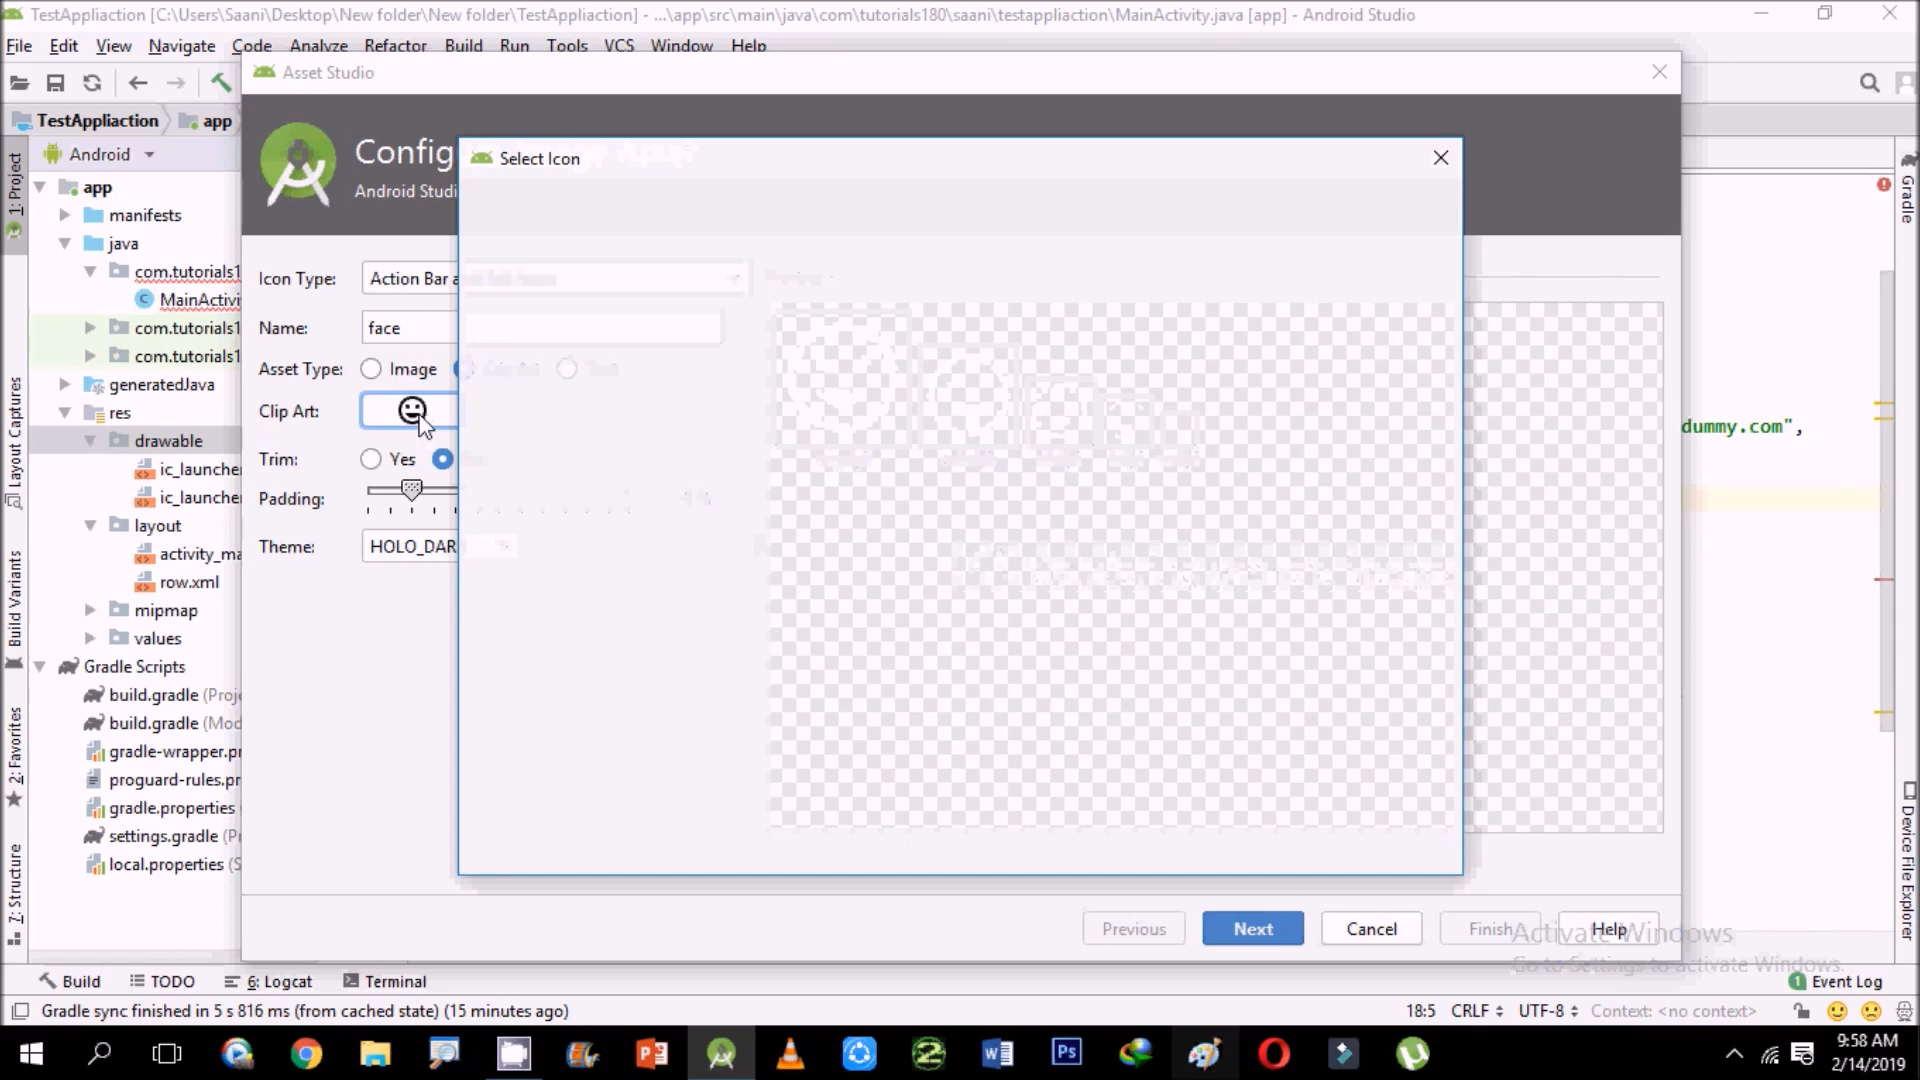 TestAppliaction [C:\Users\Saani\Desktop\New folder\New folder\TestAppliaction] - ...\app\src\main\java\com\tutorials180\saani\testappliaction\MainActivity.java [app] - Android Studio
File Edit View Navigate Code Analyze Refactor Build Run Tools VCS Window Help
Asset Studio
TestAppliaction app
Config
Android Studi
Select Icon
1: Project
Android
Gradle
app
manifests
java
com.tutorials1
MainActivi
com.tutorials1
com.tutorials1
generatedJava
res
drawable
ic_launche
ic_launche
layout
activity_ma
row.xml
mipmap
values
Gradle Scripts
build.gradle (Proj
build.gradle (Mod
gradle-wrapper.pr
proguard-rules.pr
gradle.properties
settings.gradle (P
local.properties (S
Layout Captures
Build Variants
2: Favorites
7: Structure
Icon Type: Action Bar a
Name: face
Asset Type: Image
Clip Art:
Trim: Yes
Padding:
Theme: HOLO_DAR
dummy.com",
Device File Explorer
Previous Next Cancel Finish Help
Activate Windows
Go to Settings to activate Windows.
Build TODO 6: Logcat Terminal Event Log
Gradle sync finished in 5 s 816 ms (from cached state) (15 minutes ago) 18:5 CRLF UTF-8 Context: <no context>
9:58 AM
2/14/2019